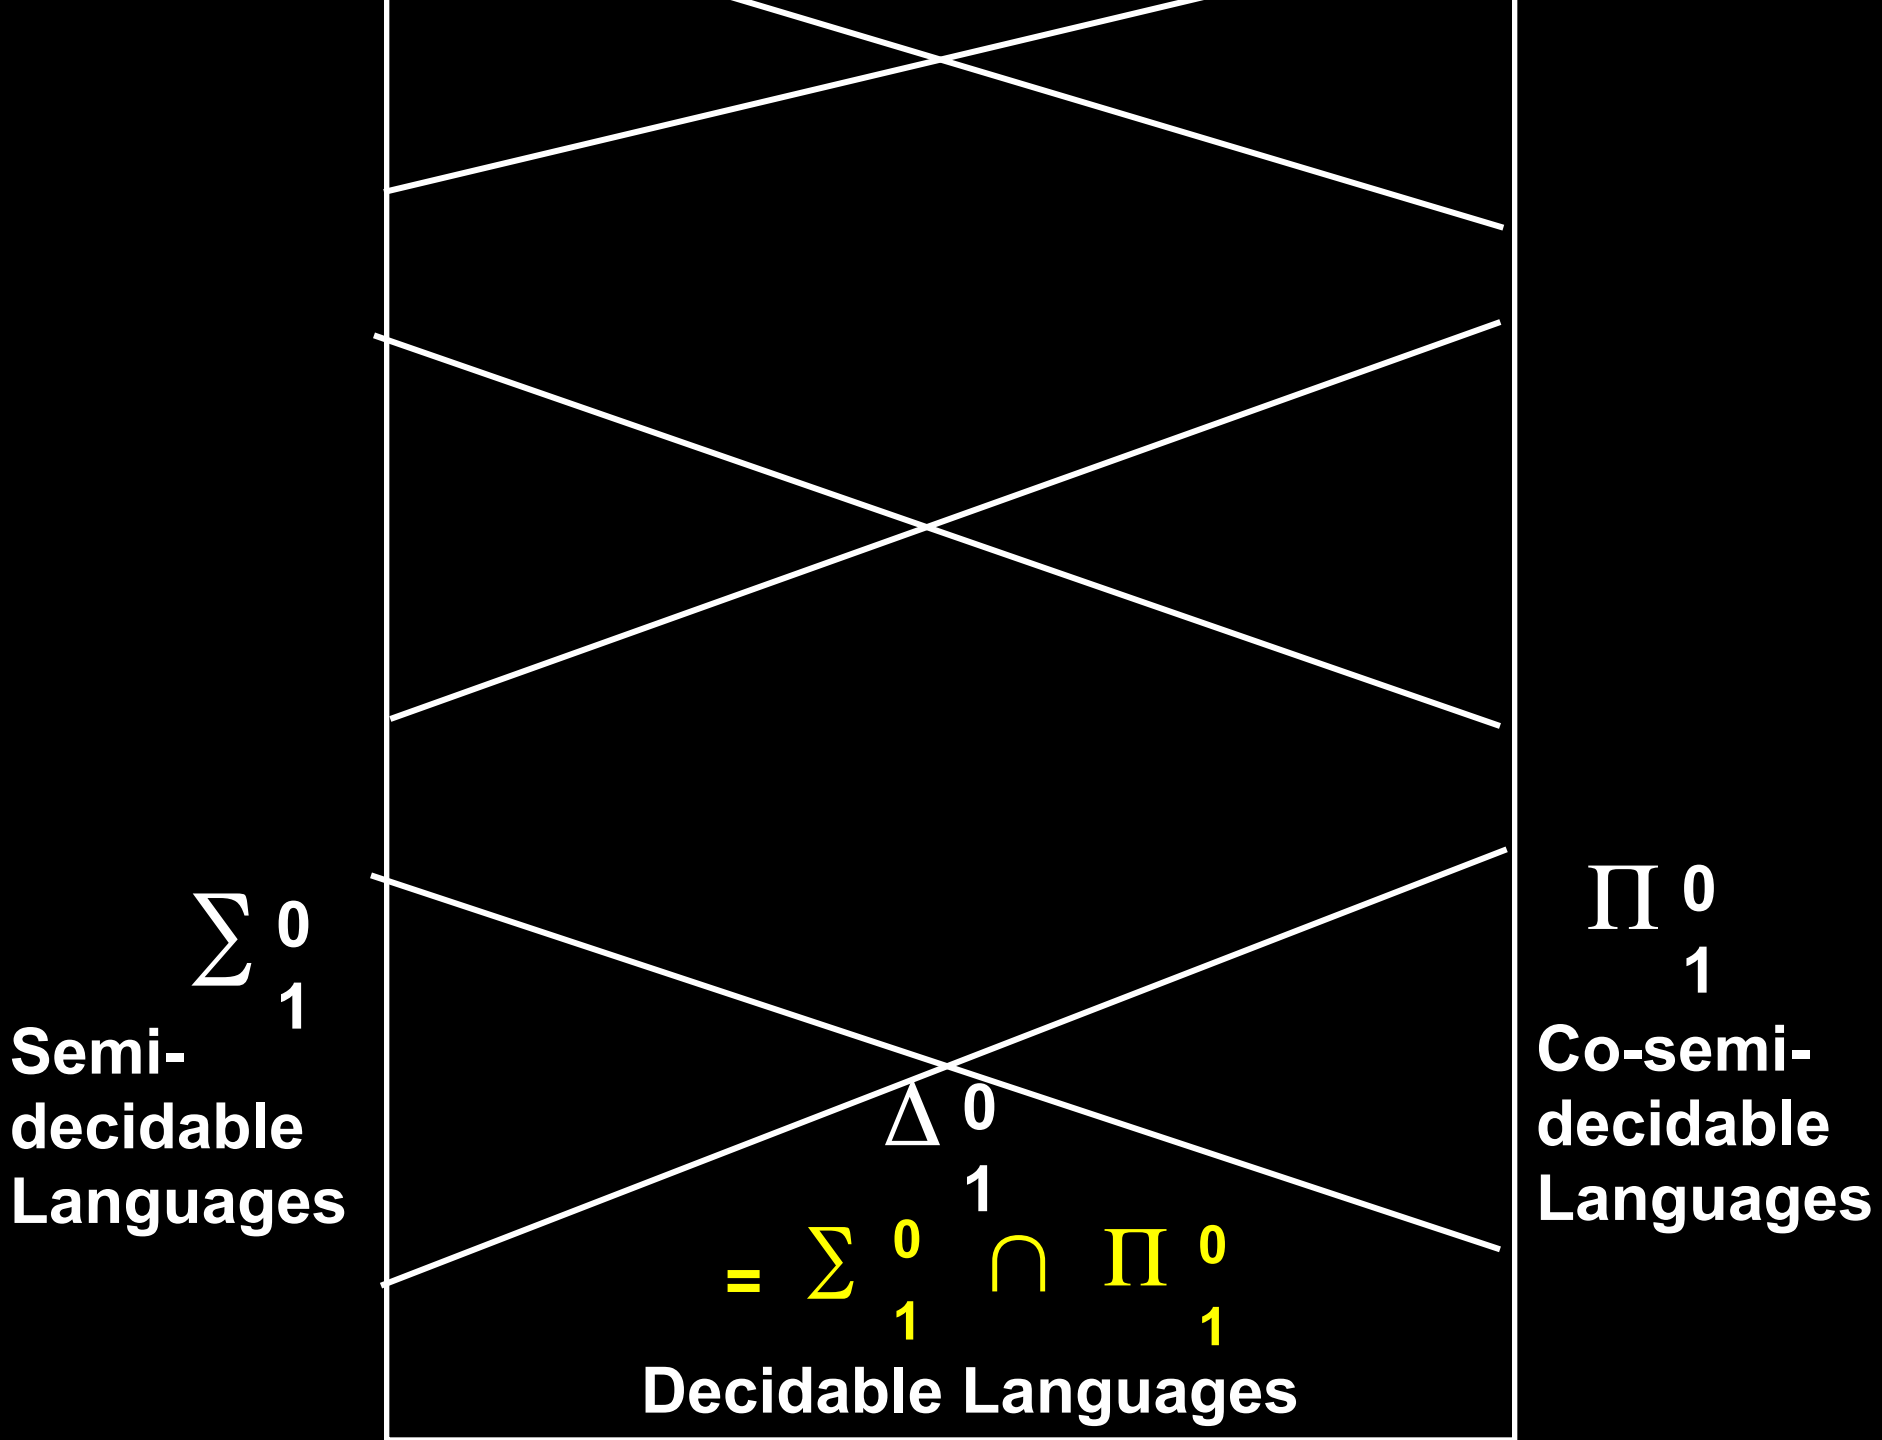 ∑ 0
1
Semi-
decidable
Languages
Π 0
1
Co-semi-
decidable
Languages
Δ 0
1
= ∑ 0 ∩ Π 0
1 1
Decidable Languages